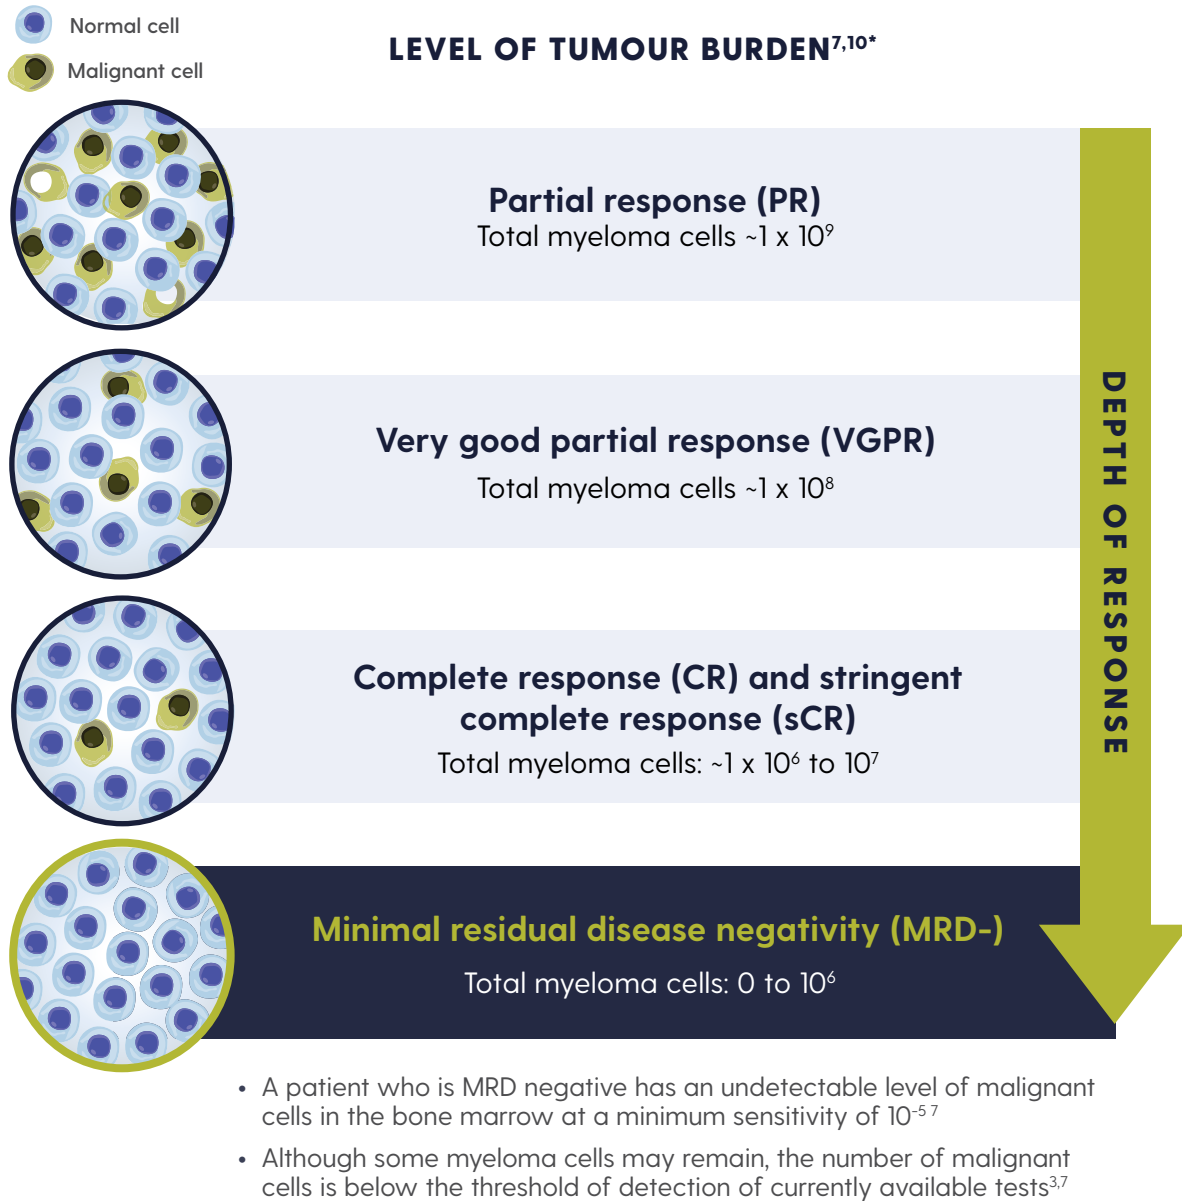 Normal cell
Malignant cell
LEVEL OF TUMOUR BURDEN⁷,¹⁰*
Partial response (PR)
Total myeloma cells ~1 x 10⁹
Very good partial response (VGPR)
Total myeloma cells ~1 x 10⁸
Complete response (CR) and stringent
complete response (sCR)
Total myeloma cells: ~1 x 10⁶ to 10⁷
Minimal residual disease negativity (MRD-)
Total myeloma cells: 0 to 10⁶
DEPTH OF RESPONSE
• A patient who is MRD negative has an undetectable level of malignant
cells in the bone marrow at a minimum sensitivity of 10⁻⁵ ⁷
• Although some myeloma cells may remain, the number of malignant
cells is below the threshold of detection of currently available tests³,⁷